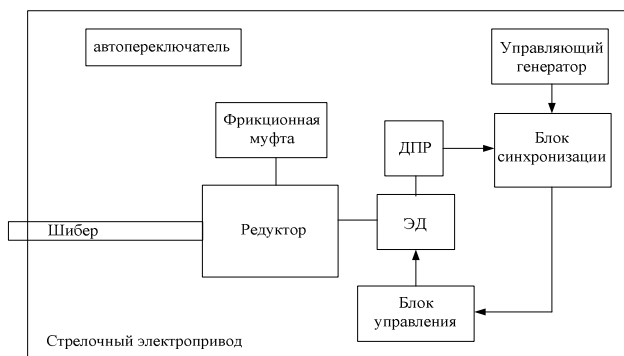 автопереключатель
Управляющий
генератор
Фрикционная
муфта
ДПР
Блок
синхронизации
Шибер
Редуктор
ЭД
Блок
управления
Стрелочный электропривод